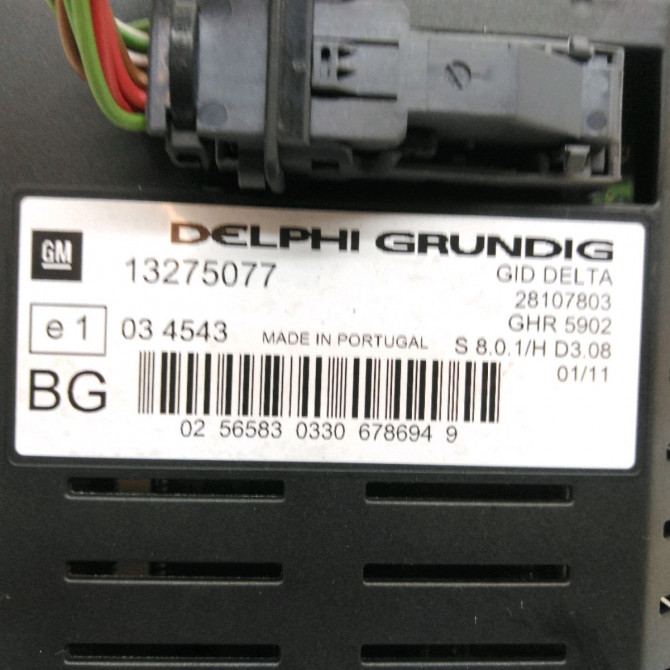 DELPHI GRUNDIG
GM
13275077
GID DELTA
28107803
e 1
03 4543
MADE IN PORTUGAL
GHR 5902
S 8.0.1/H D3.08
01/11
BG
02 56583 0330 678694 9